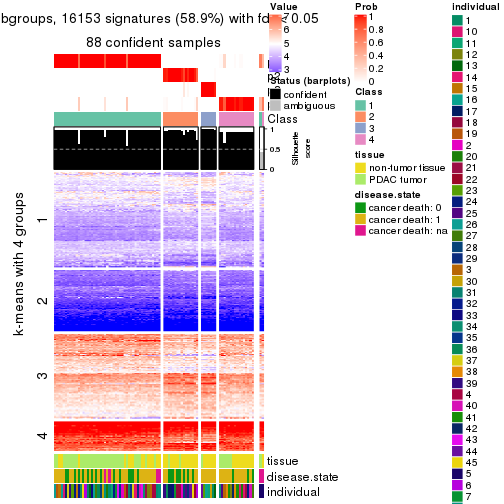 bgroups, 16153 signatures (58.9%) with fd
0.05
88 confident samples
p2
Class
1
0.5
0
Silhouette
score
k-means with 4 groups
1
2
3
4
tissue
disease.state
individual
Value
6
5
4
3
Status (barplots)
confident
ambiguous
Prob
1
0.8
0.6
0.4
0.2
0
Class
1
2
3
4
tissue
non-tumor tissue
PDAC tumor
disease.state
cancer death: 0
cancer death: 1
cancer death: na
individual
1
10
11
12
13
14
15
16
17
18
19
2
20
21
22
23
24
25
26
27
28
29
3
30
31
32
33
34
35
36
37
38
39
4
40
41
42
43
44
45
5
6
7